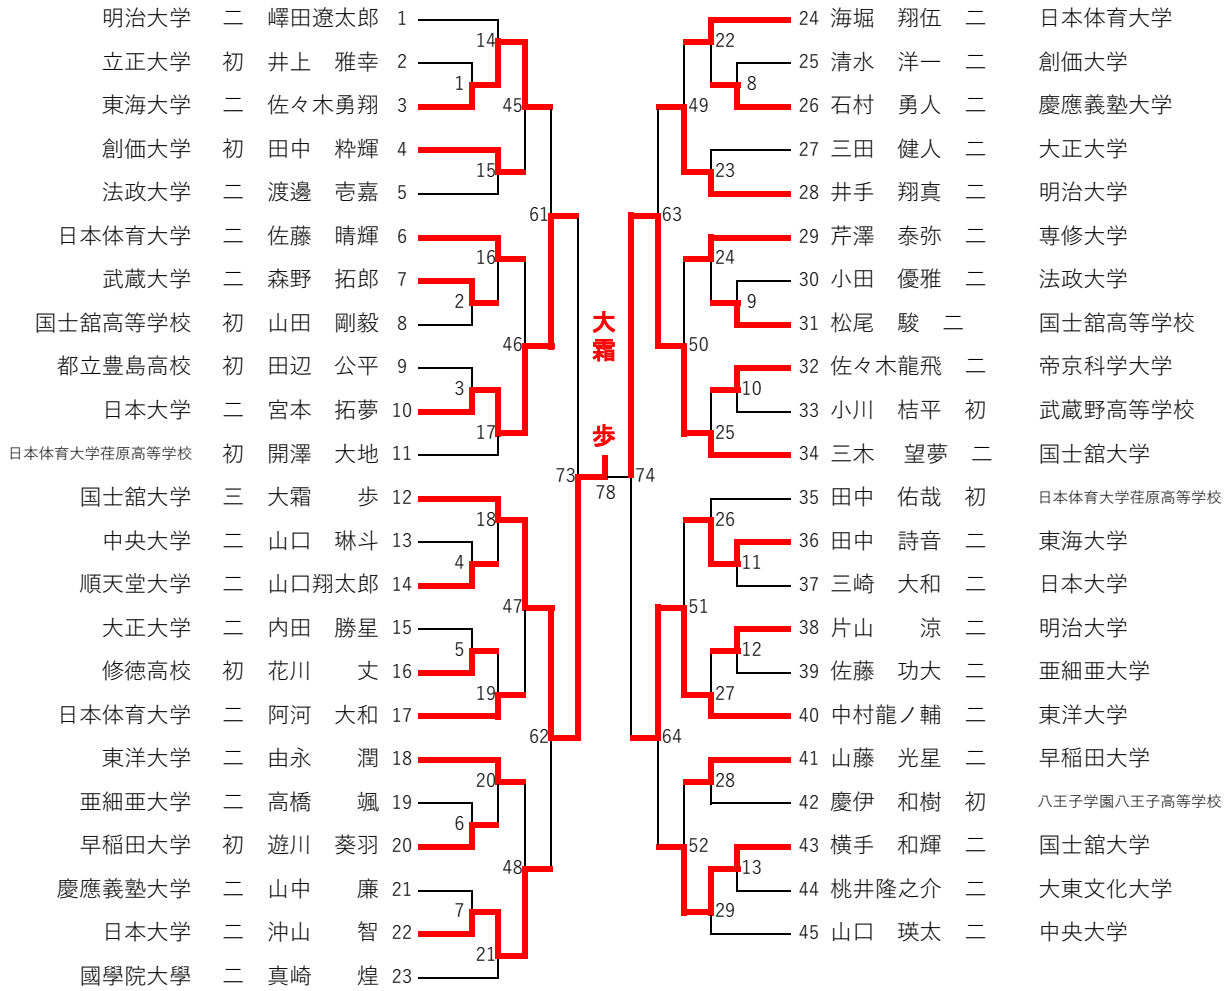 明治大学 二 嶧田遼太郎 1
立正大学 初 井上 雅幸 2
東海大学 二 佐々木勇翔 3
創価大学 初 田中 粋輝 4
法政大学 二 渡邊 壱嘉 5
日本体育大学 二 佐藤 晴輝 6
武蔵大学 二 森野 拓郎 7
国士舘高等学校 初 山田 剛毅 8
都立豊島高校 初 田辺 公平 9
日本大学 二 宮本 拓夢 10
日本体育大学荏原高等学校 初 開澤 大地 11
国士舘大学 三 大霜 歩 12
中央大学 二 山口 琳斗 13
順天堂大学 二 山口翔太郎 14
大正大学 二 内田 勝星 15
修徳高校 初 花川 丈 16
日本体育大学 二 阿河 大和 17
東洋大学 二 由永 潤 18
亜細亜大学 二 高橋 颯 19
早稲田大学 初 遊川 葵羽 20
慶應義塾大学 二 山中 廉 21
日本大学 二 沖山 智 22
國學院大學 二 真崎 煌 23
14
1
45
15
61
16
2
46
3
17
73
18
4
47
5
19
62
20
6
48
7
21
大霜 歩
78
74
22
8
49
23
63
24
9
50
10
25
26
11
51
12
27
64
28
52
13
29
24 海堀 翔伍 二 日本体育大学
25 清水 洋一 二 創価大学
26 石村 勇人 二 慶應義塾大学
27 三田 健人 二 大正大学
28 井手 翔真 二 明治大学
29 芹澤 泰弥 二 専修大学
30 小田 優雅 二 法政大学
31 松尾 駿 二 国士舘高等学校
32 佐々木龍飛 二 帝京科学大学
33 小川 桔平 初 武蔵野高等学校
34 三木 望夢 二 国士舘大学
35 田中 佑哉 初 日本体育大学荏原高等学校
36 田中 詩音 二 東海大学
37 三崎 大和 二 日本大学
38 片山 涼 二 明治大学
39 佐藤 功大 二 亜細亜大学
40 中村龍ノ輔 二 東洋大学
41 山藤 光星 二 早稲田大学
42 慶伊 和樹 初 八王子学園八王子高等学校
43 横手 和輝 二 国士舘大学
44 桃井隆之介 二 大東文化大学
45 山口 瑛太 二 中央大学